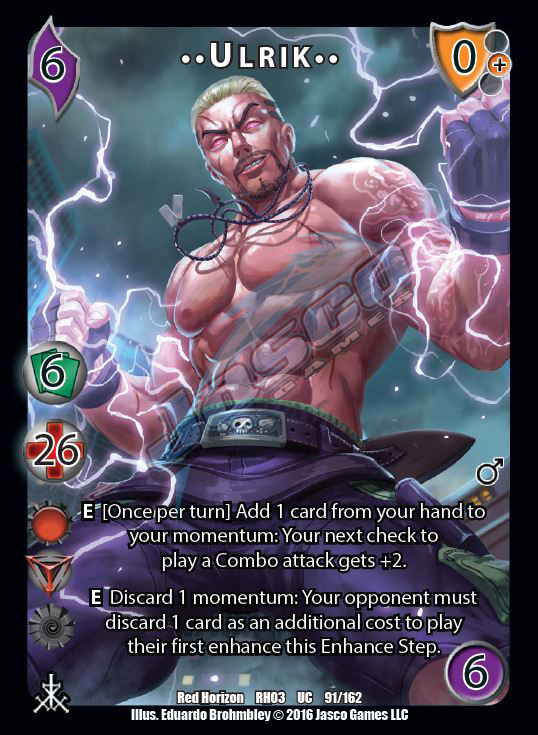 6
••ULRIK••
0
+
JASCO
GAMES
6
26
E [Once per turn] Add 1 card from your hand to
your momentum: Your next check to
play a Combo attack gets +2.
E Discard 1 momentum: Your opponent must
discard 1 card as an additional cost to play
their first enhance this Enhance Step.
6
Red Horizon RH03 UC 91/162
Illus. Eduardo Brohmbley © 2016 Jasco Games LLC